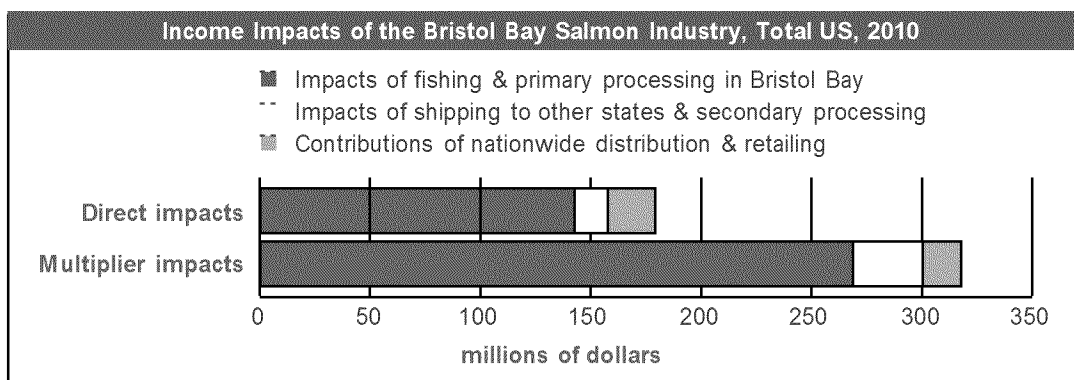 Income Impacts of the Bristol Bay Salmon Industry, Total US, 2010
Impacts of fishing & primary processing in Bristol Bay
Impacts of shipping to other states & secondary processing
Contributions of nationwide distribution & retailing
Direct impacts
Multiplier impacts
0 50 100 150 200 250 300 350
millions of dollars